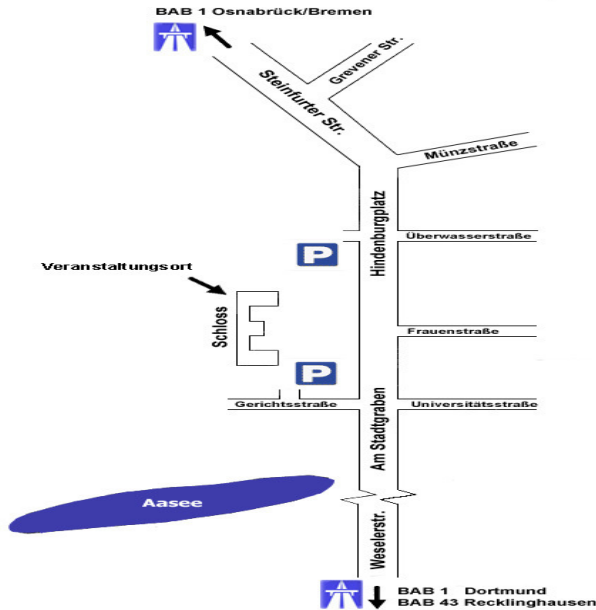 BAB 1 Osnabrück/Bremen
Grevener Str.
Steinfurter Str.
Münzstraße
Hindenburgplatz
Überwasserstraße
P
Veranstaltungsort
Schloss
Frauenstraße
P
Gerichtsstraße
Universitätsstraße
Am Stadtgraben
Aasee
Weselerstr.
BAB 1 Dortmund
BAB 43 Recklinghausen